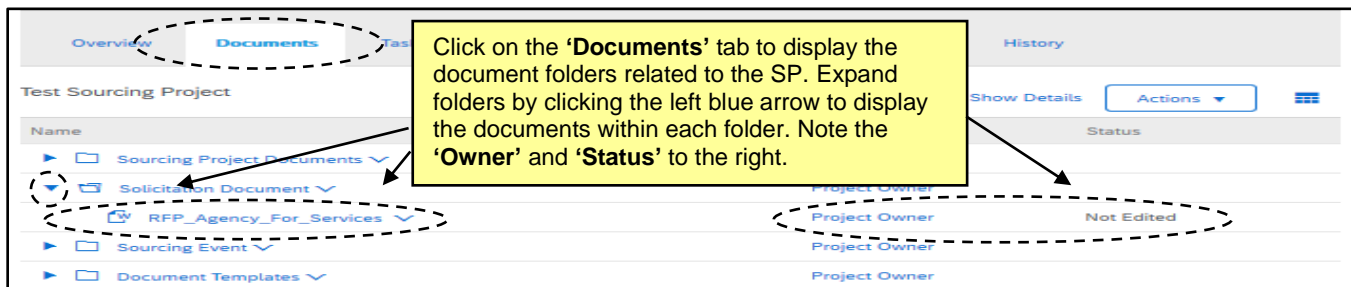 Overview Documents Tas History
Click on the ‘Documents’ tab to display the
document folders related to the SP. Expand
folders by clicking the left blue arrow to display
the documents within each folder. Note the
‘Owner’ and ‘Status’ to the right.
Test Sourcing Project Show Details Actions
Name Status
Sourcing Project Documents
Solicitation Document Project Owner
RFP_Agency_For_Services Project Owner Not Edited
Sourcing Event Project Owner
Document Templates Project Owner